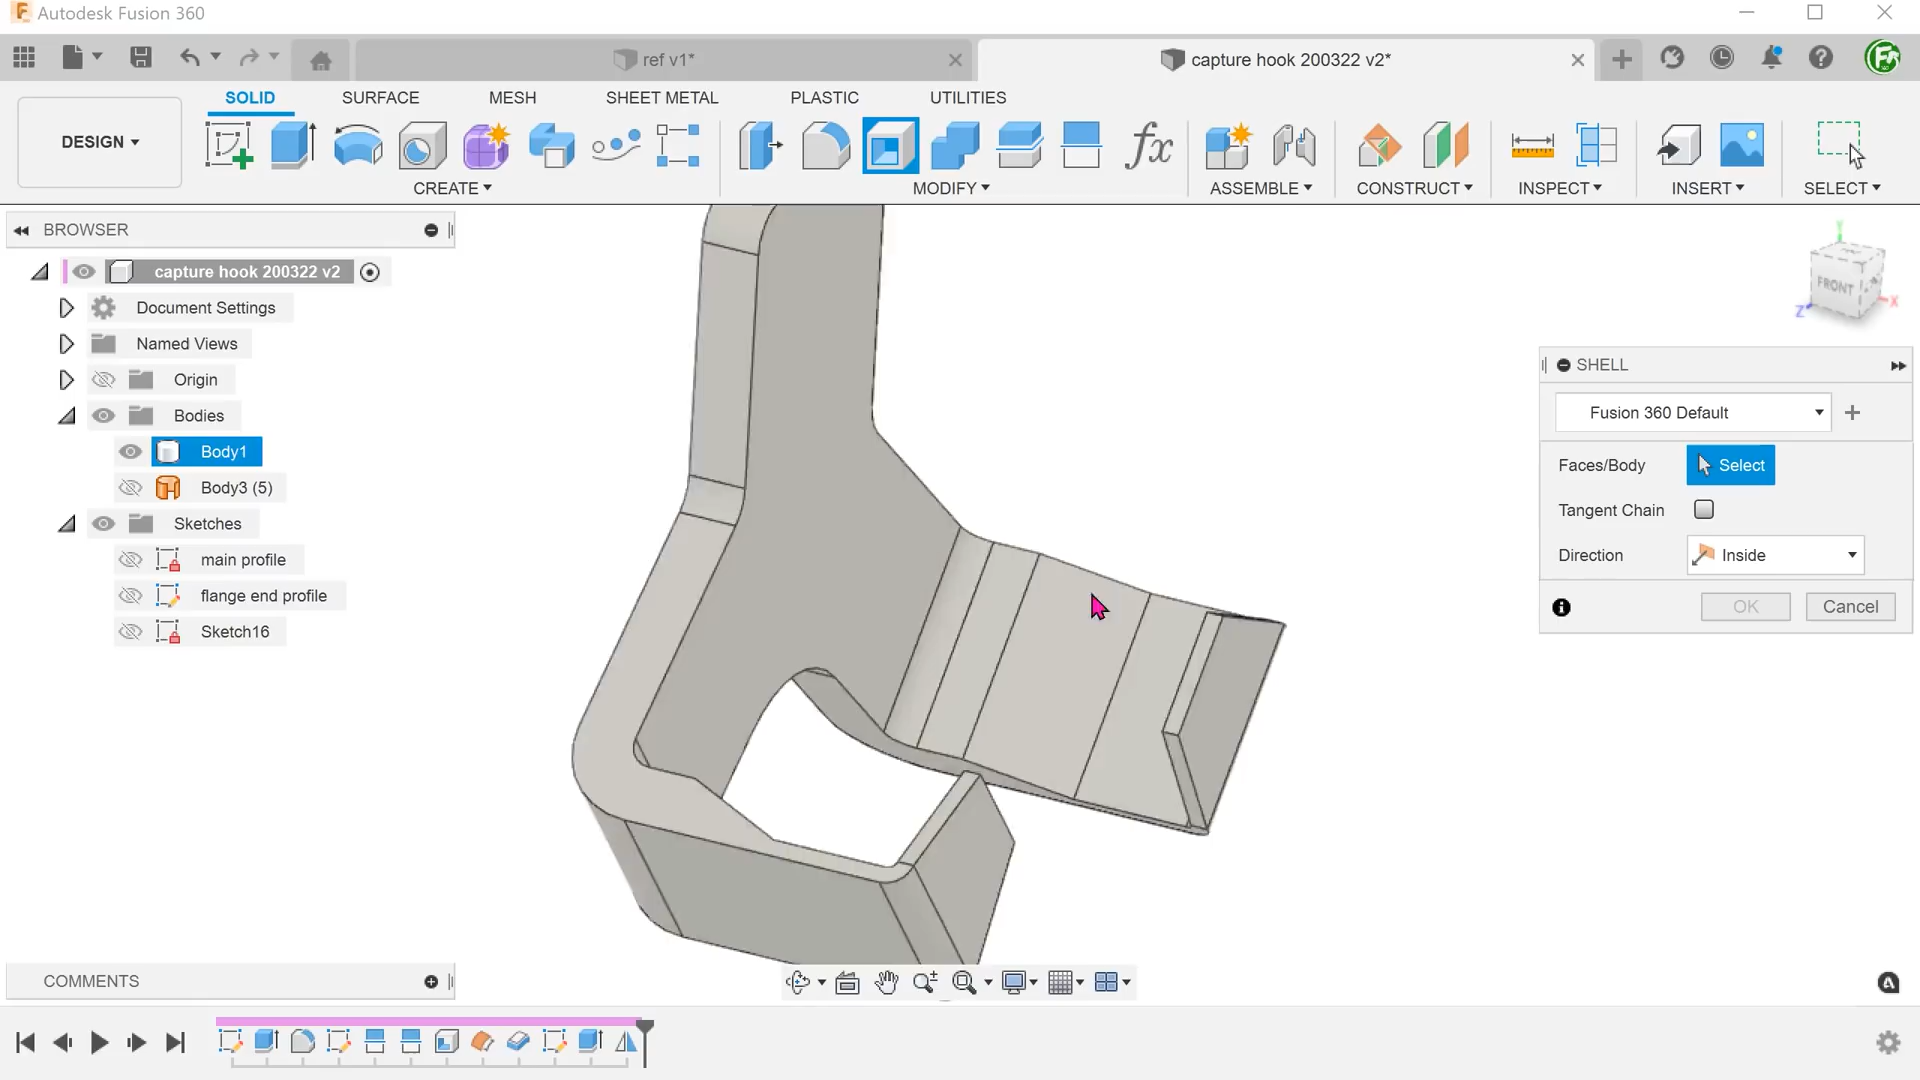 Autodesk Fusion 360
ref v1*
capture hook 200322 v2*
DESIGN
SOLID
SURFACE
MESH
SHEET METAL
PLASTIC
UTILITIES
fx
CREATE
MODIFY
ASSEMBLE
CONSTRUCT
INSPECT
INSERT
SELECT
BROWSER
capture hook 200322 v2
Document Settings
Named Views
Origin
Bodies
Body1
Body3 (5)
Sketches
main profile
flange end profile
Sketch16
Y
FRONT
X
Z
SHELL
Fusion 360 Default
Faces/Body
Select
Tangent Chain
Direction
Inside
OK
Cancel
COMMENTS